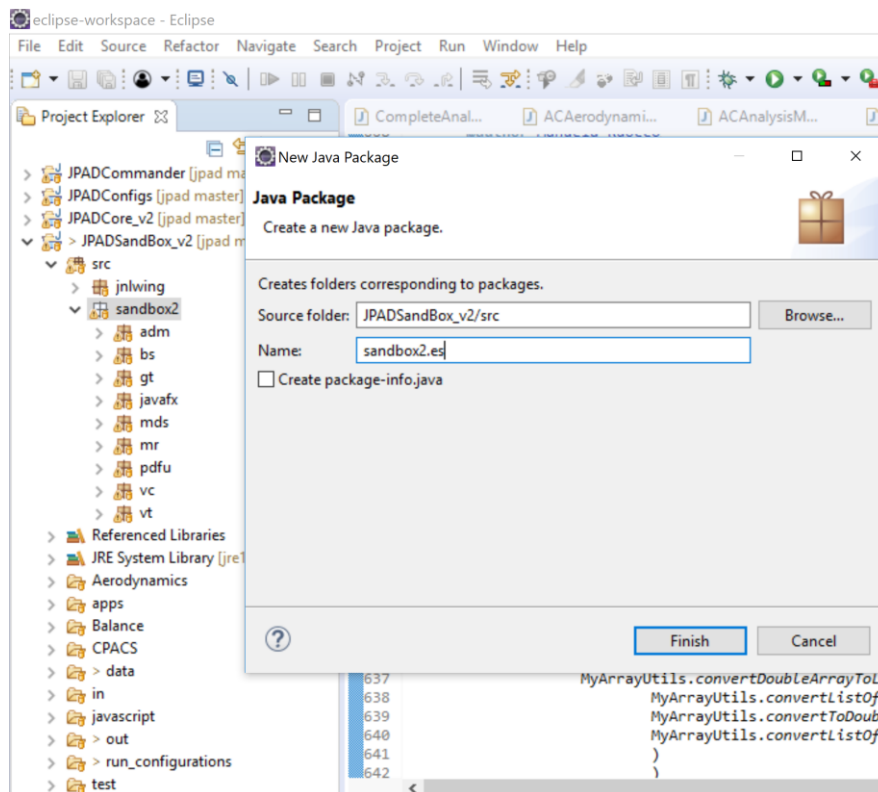 eclipse-workspace - Eclipse
File Edit Source Refactor Navigate Search Project Run Window Help
Project Explorer
CompleteAnal...
ACAerodynami...
ACAnalysisM...
JPADCommander [jpad ma
JPADConfigs [jpad master]
JPADCore_v2 [jpad master]
> JPADSandBox_v2 [jpad m
src
jnlwing
sandbox2
adm
bs
gt
javafx
mds
mr
pdfu
vc
vt
Referenced Libraries
JRE System Library [jre1
Aerodynamics
apps
Balance
CPACS
> data
in
javascript
> out
> run_configurations
test
New Java Package
Java Package
Create a new Java package.
Creates folders corresponding to packages.
Source folder: JPADSandBox_v2/src Browse...
Name: sandbox2.es
Create package-info.java
? Finish Cancel
637 MyArrayUtils.convertDoubleArrayToL
638 MyArrayUtils.convertListOf
639 MyArrayUtils.convertToDoub
640 MyArrayUtils.convertListOf
641 )
642 )